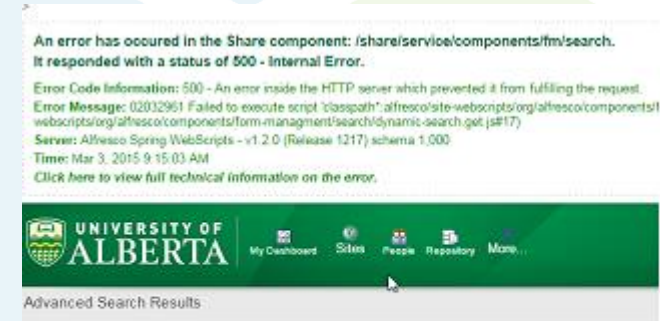 An error has occured in the Share component: /share/service/components/fm/search.
It responded with a status of 500 - Internal Error.
Error Code Information: 500 - An error inside the HTTP server which prevented it from fulfilling the request.
Error Message: 02032961 Failed to execute script 'classpath*:alfresco/site-webscripts/org/alfresco/components/f
webscripts/org/alfresco/components/form-managment/search/dynamic-search.get.js#17)
Server: Alfresco Spring WebScripts - v1.2.0 (Release 1217) schema 1,000
Time: Mar 3, 2015 9:15:03 AM
Click here to view full technical information on the error.
UNIVERSITY OF
ALBERTA
My Dashboard Sites People Repository More...
Advanced Search Results